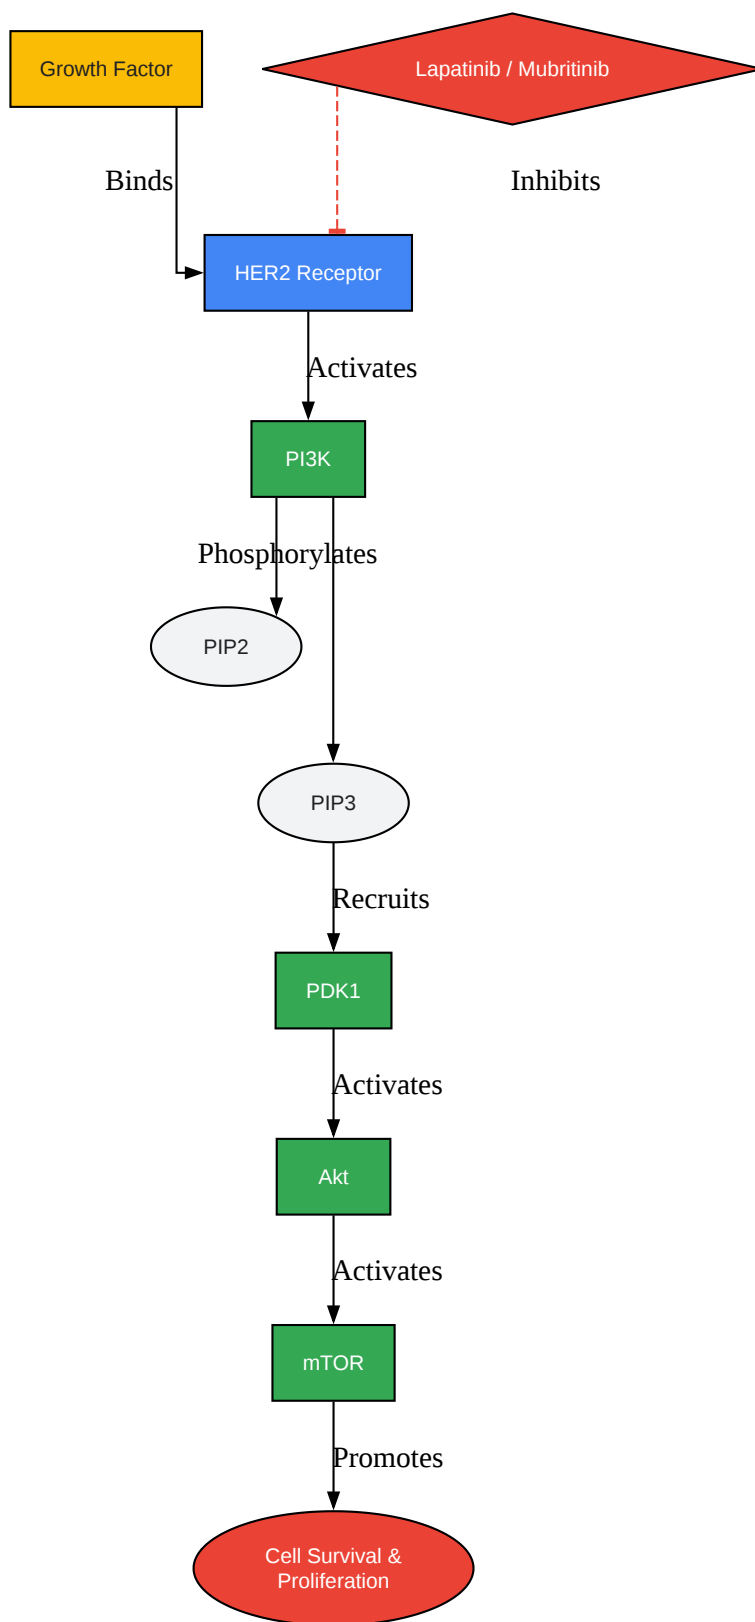 Growth Factor
Lapatinib / Mubritinib
Binds
Inhibits
HER2 Receptor
Activates
PI3K
Phosphorylates
PIP2
PIP3
Recruits
PDK1
Activates
Akt
Activates
mTOR
Promotes
Cell Survival &
Proliferation